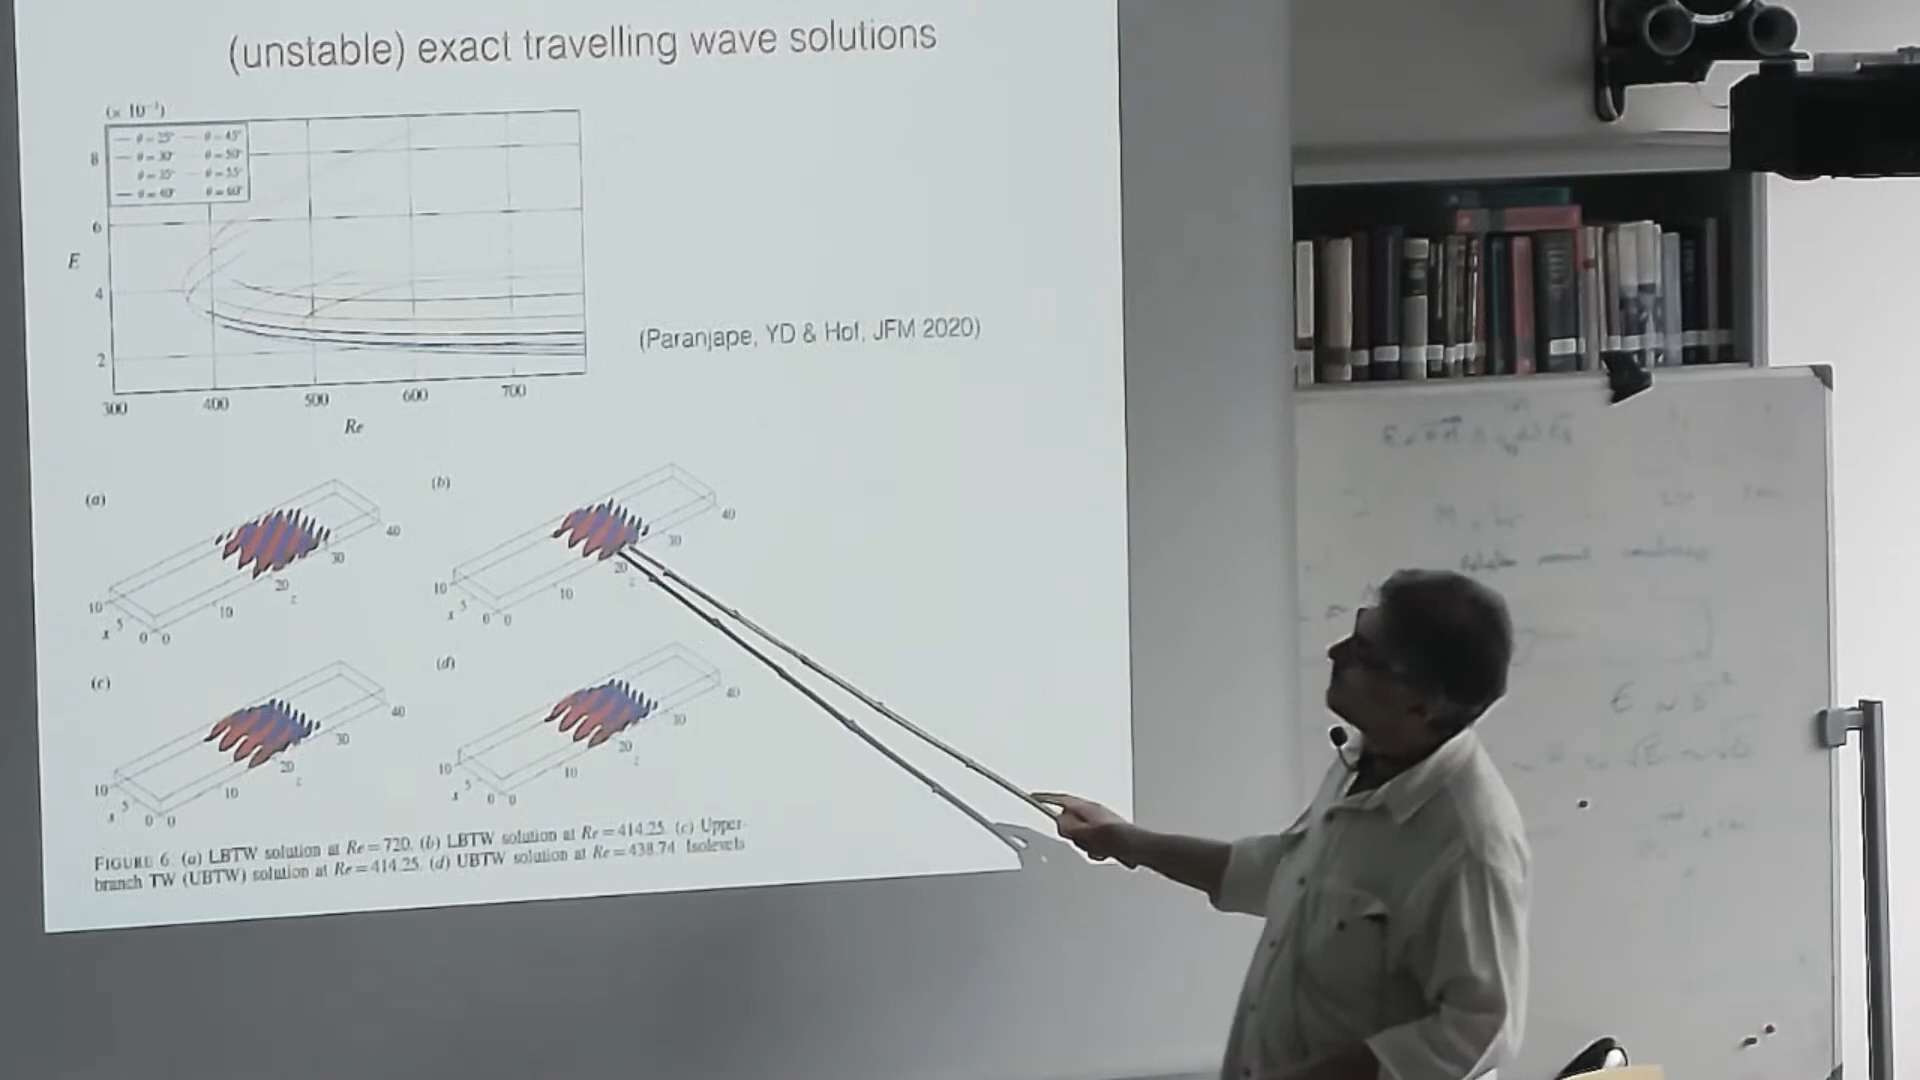 (unstable) exact travelling wave solutions
(× 10⁻³)
θ = 25° θ = 45°
θ = 30° θ = 50°
θ = 35° θ = 55°
θ = 40° θ = 60°
8
6
E
4
2
300 400 500 600 700
Re
(Paranjape, YD & Hof, JFM 2020)
(a)
40
30
20
z
10
10
5
x
0 0
(b)
40
30
20
z
10
10
5
x
0 0
(c)
40
30
20
z
10
10
5
x
0 0
(d)
40
30
20
z
10
10
5
x
0 0
FIGURE 6. (a) LBTW solution at Re = 720. (b) LBTW solution at Re = 414.25. (c) Upper-
branch TW (UBTW) solution at Re = 414.25. (d) UBTW solution at Re = 438.74. Isolevels